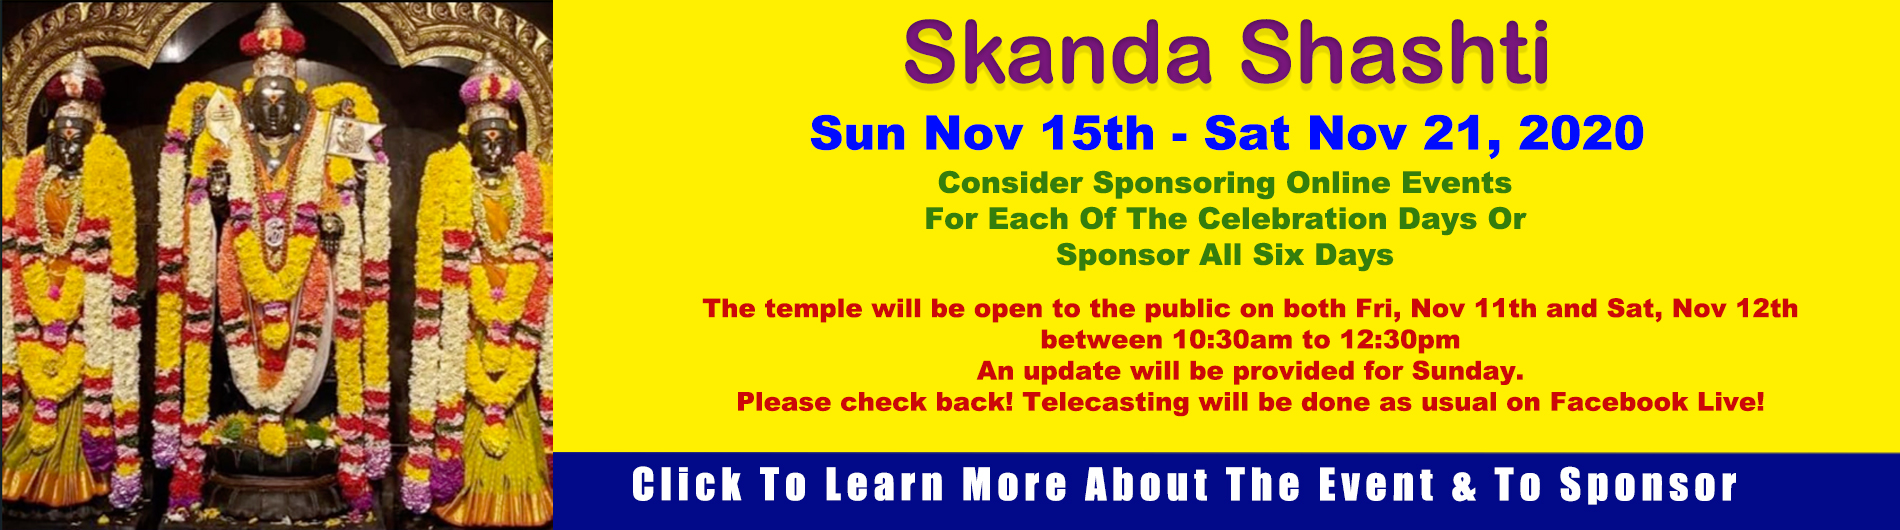 Skanda Shashti
Sun Nov 15th - Sat Nov 21, 2020
Consider Sponsoring Online Events
For Each Of The Celebration Days Or
Sponsor All Six Days
The temple will be open to the public on both Fri, Nov 11th and Sat, Nov 12th
between 10:30am to 12:30pm
An update will be provided for Sunday.
Please check back! Telecasting will be done as usual on Facebook Live!
Click To Learn More About The Event & To Sponsor